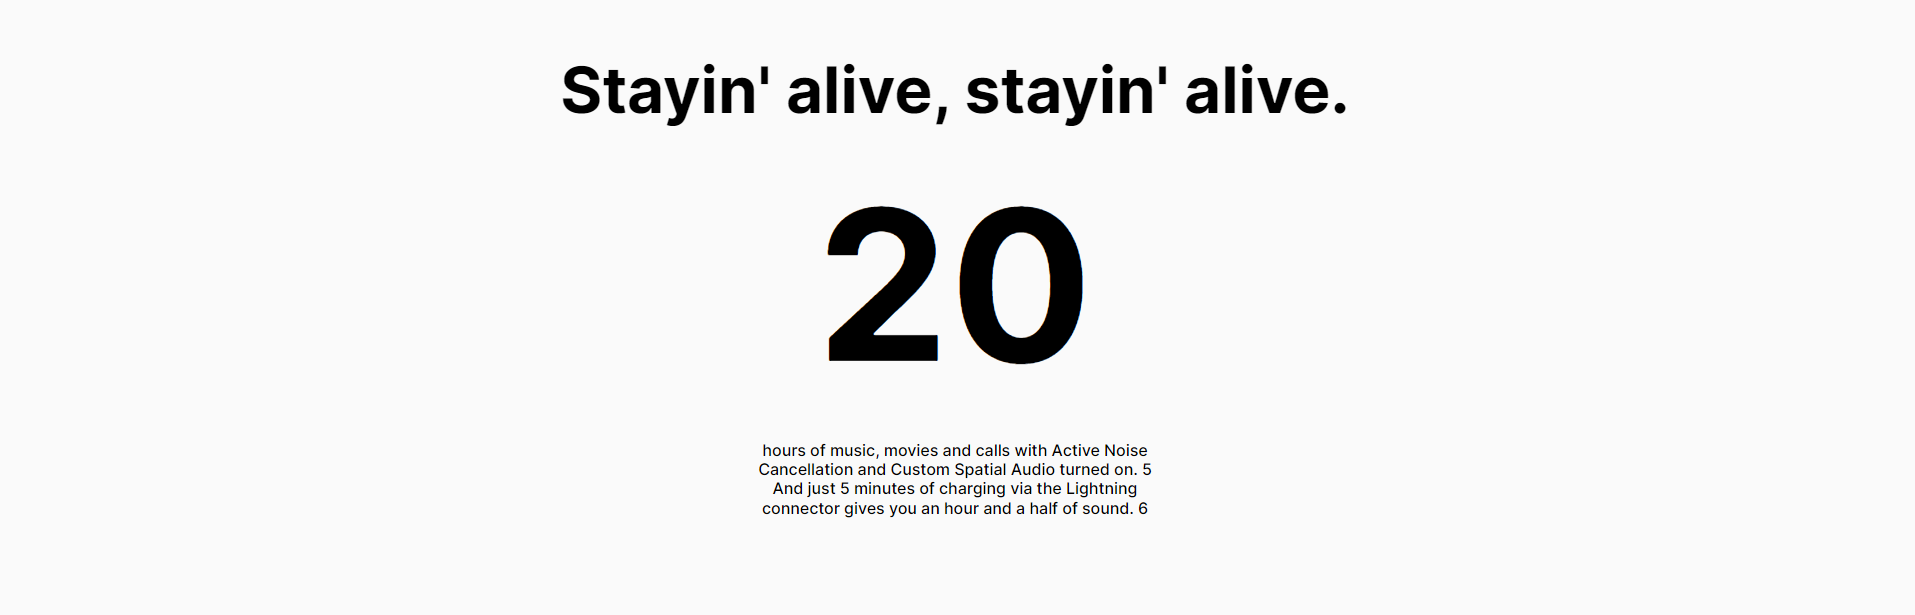 Stayin' alive, stayin' alive.
20
hours of music, movies and calls with Active Noise
Cancellation and Custom Spatial Audio turned on. 5
And just 5 minutes of charging via the Lightning
connector gives you an hour and a half of sound. 6